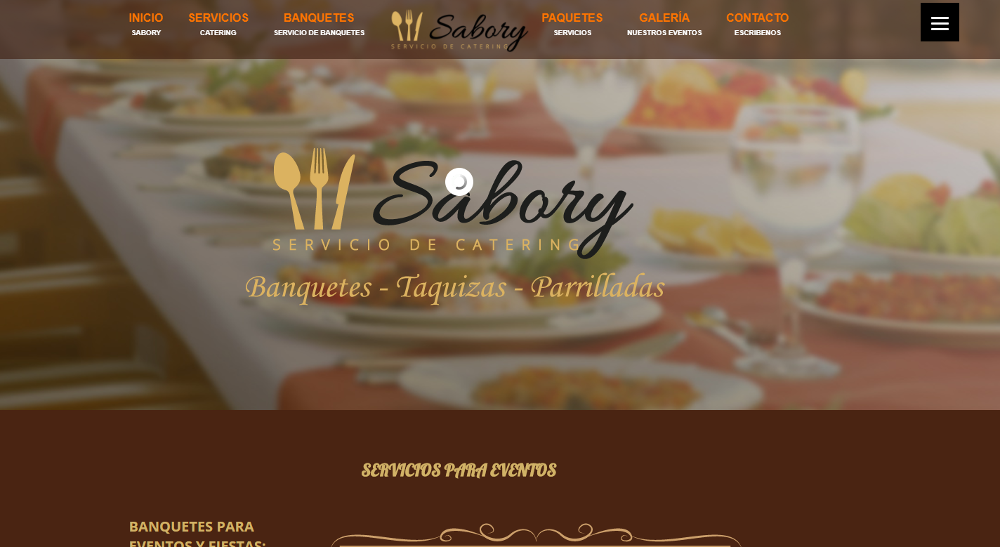 INICIO
SABORY
SERVICIOS
CATERING
BANQUETES
SERVICIO DE BANQUETES
Sabory
SERVICIO DE CATERING
PAQUETES
SERVICIOS
GALERÍA
NUESTROS EVENTOS
CONTACTO
ESCRIBENOS
Sabory
SERVICIO DE CATERING
Banquetes - Taquizas - Parrilladas
SERVICIOS PARA EVENTOS
BANQUETES PARA
EVENTOS Y FIESTAS: